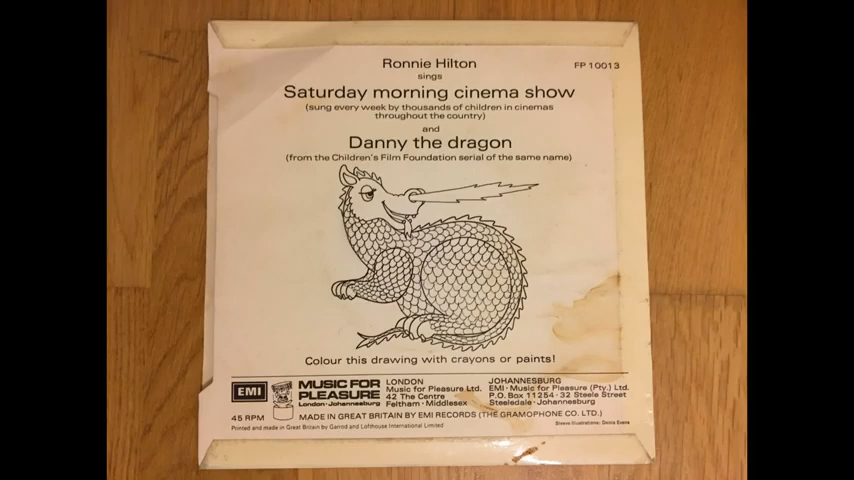 Ronnie Hilton
FP 10013
sings
Saturday morning cinema show
(sung every week by thousands of children in cinemas
throughout the country)
and
Danny the dragon
(from the Children's Film Foundation serial of the same name)
Colour this drawing with crayons or paints!
EMI
MUSIC FOR
PLEASURE
London · Johannesburg
LONDON
Music for Pleasure Ltd.
42 The Centre
Feltham · Middlesex
JOHANNESBURG
EMI · Music for Pleasure (Pty.) Ltd.
P.O. Box 11254 · 32 Steele Street
Steeledale · Johannesburg
45 RPM
MADE IN GREAT BRITAIN BY EMI RECORDS (THE GRAMOPHONE CO. LTD.)
Printed and made in Great Britain by Garrod and Lofthouse International Limited
Sleeve Illustrations: Denis Evans